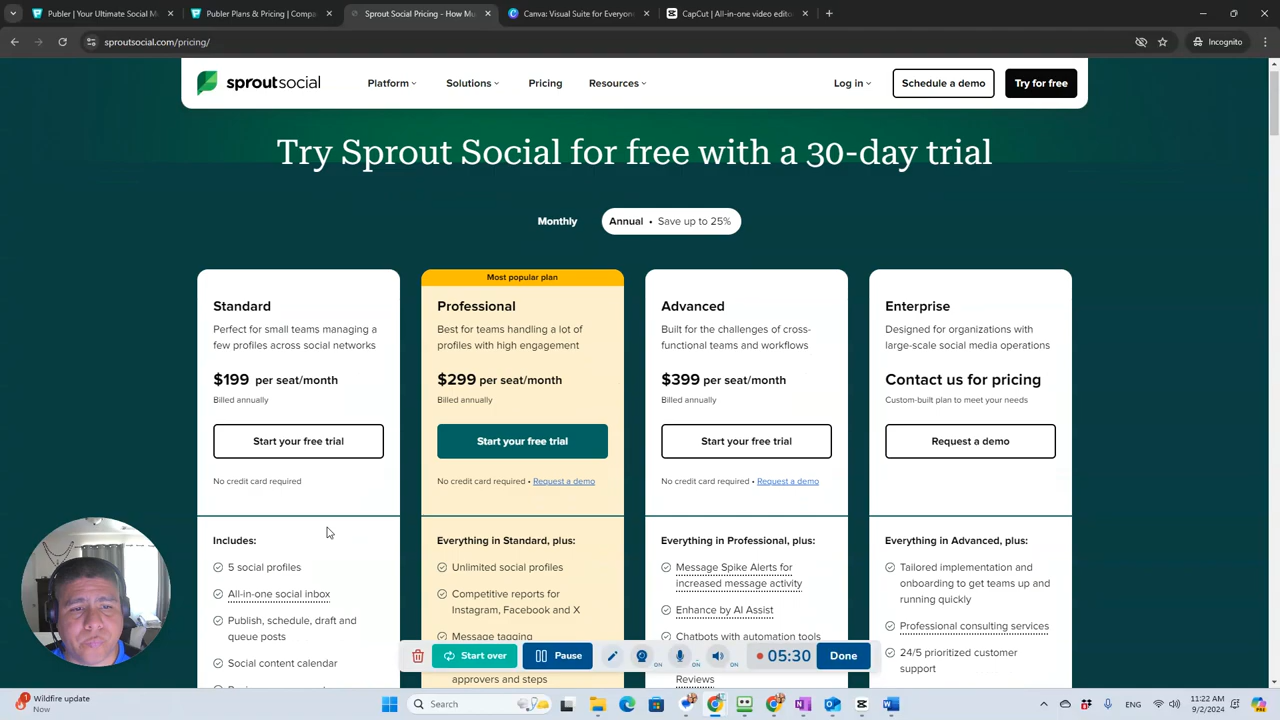 Publer | Your Ultimate Social M
Publer Plans & Pricing | Compa
Sprout Social Pricing - How Mu
Canva: Visual Suite for Everyon
CapCut | All-in-one video edito
sproutsocial.com/pricing/
Incognito
sproutsocial
Platform
Solutions
Pricing
Resources
Log in
Schedule a demo
Try for free
Try Sprout Social for free with a 30-day trial
Monthly
Annual • Save up to 25%
Standard
Perfect for small teams managing a
few profiles across social networks
$199 per seat/month
Billed annually
Start your free trial
No credit card required
Includes:
5 social profiles
All-in-one social inbox
Publish, schedule, draft and
queue posts
Social content calendar
Most popular plan
Professional
Best for teams handling a lot of
profiles with high engagement
$299 per seat/month
Billed annually
Start your free trial
No credit card required • Request a demo
Everything in Standard, plus:
Unlimited social profiles
Competitive reports for
Instagram, Facebook and X
Message tagging
approvers and steps
Advanced
Built for the challenges of cross-
functional teams and workflows
$399 per seat/month
Billed annually
Start your free trial
No credit card required • Request a demo
Everything in Professional, plus:
Message Spike Alerts for
increased message activity
Enhance by AI Assist
Chatbots with automation tools
Reviews
Enterprise
Designed for organizations with
large-scale social media operations
Contact us for pricing
Custom-built plan to meet your needs
Request a demo
Everything in Advanced, plus:
Tailored implementation and
onboarding to get teams up and
running quickly
Professional consulting services
24/5 prioritized customer
support
Start over
Pause
ON
ON
ON
05:30
Done
1
Wildfire update
Now
Search
11:22 AM
9/2/2024